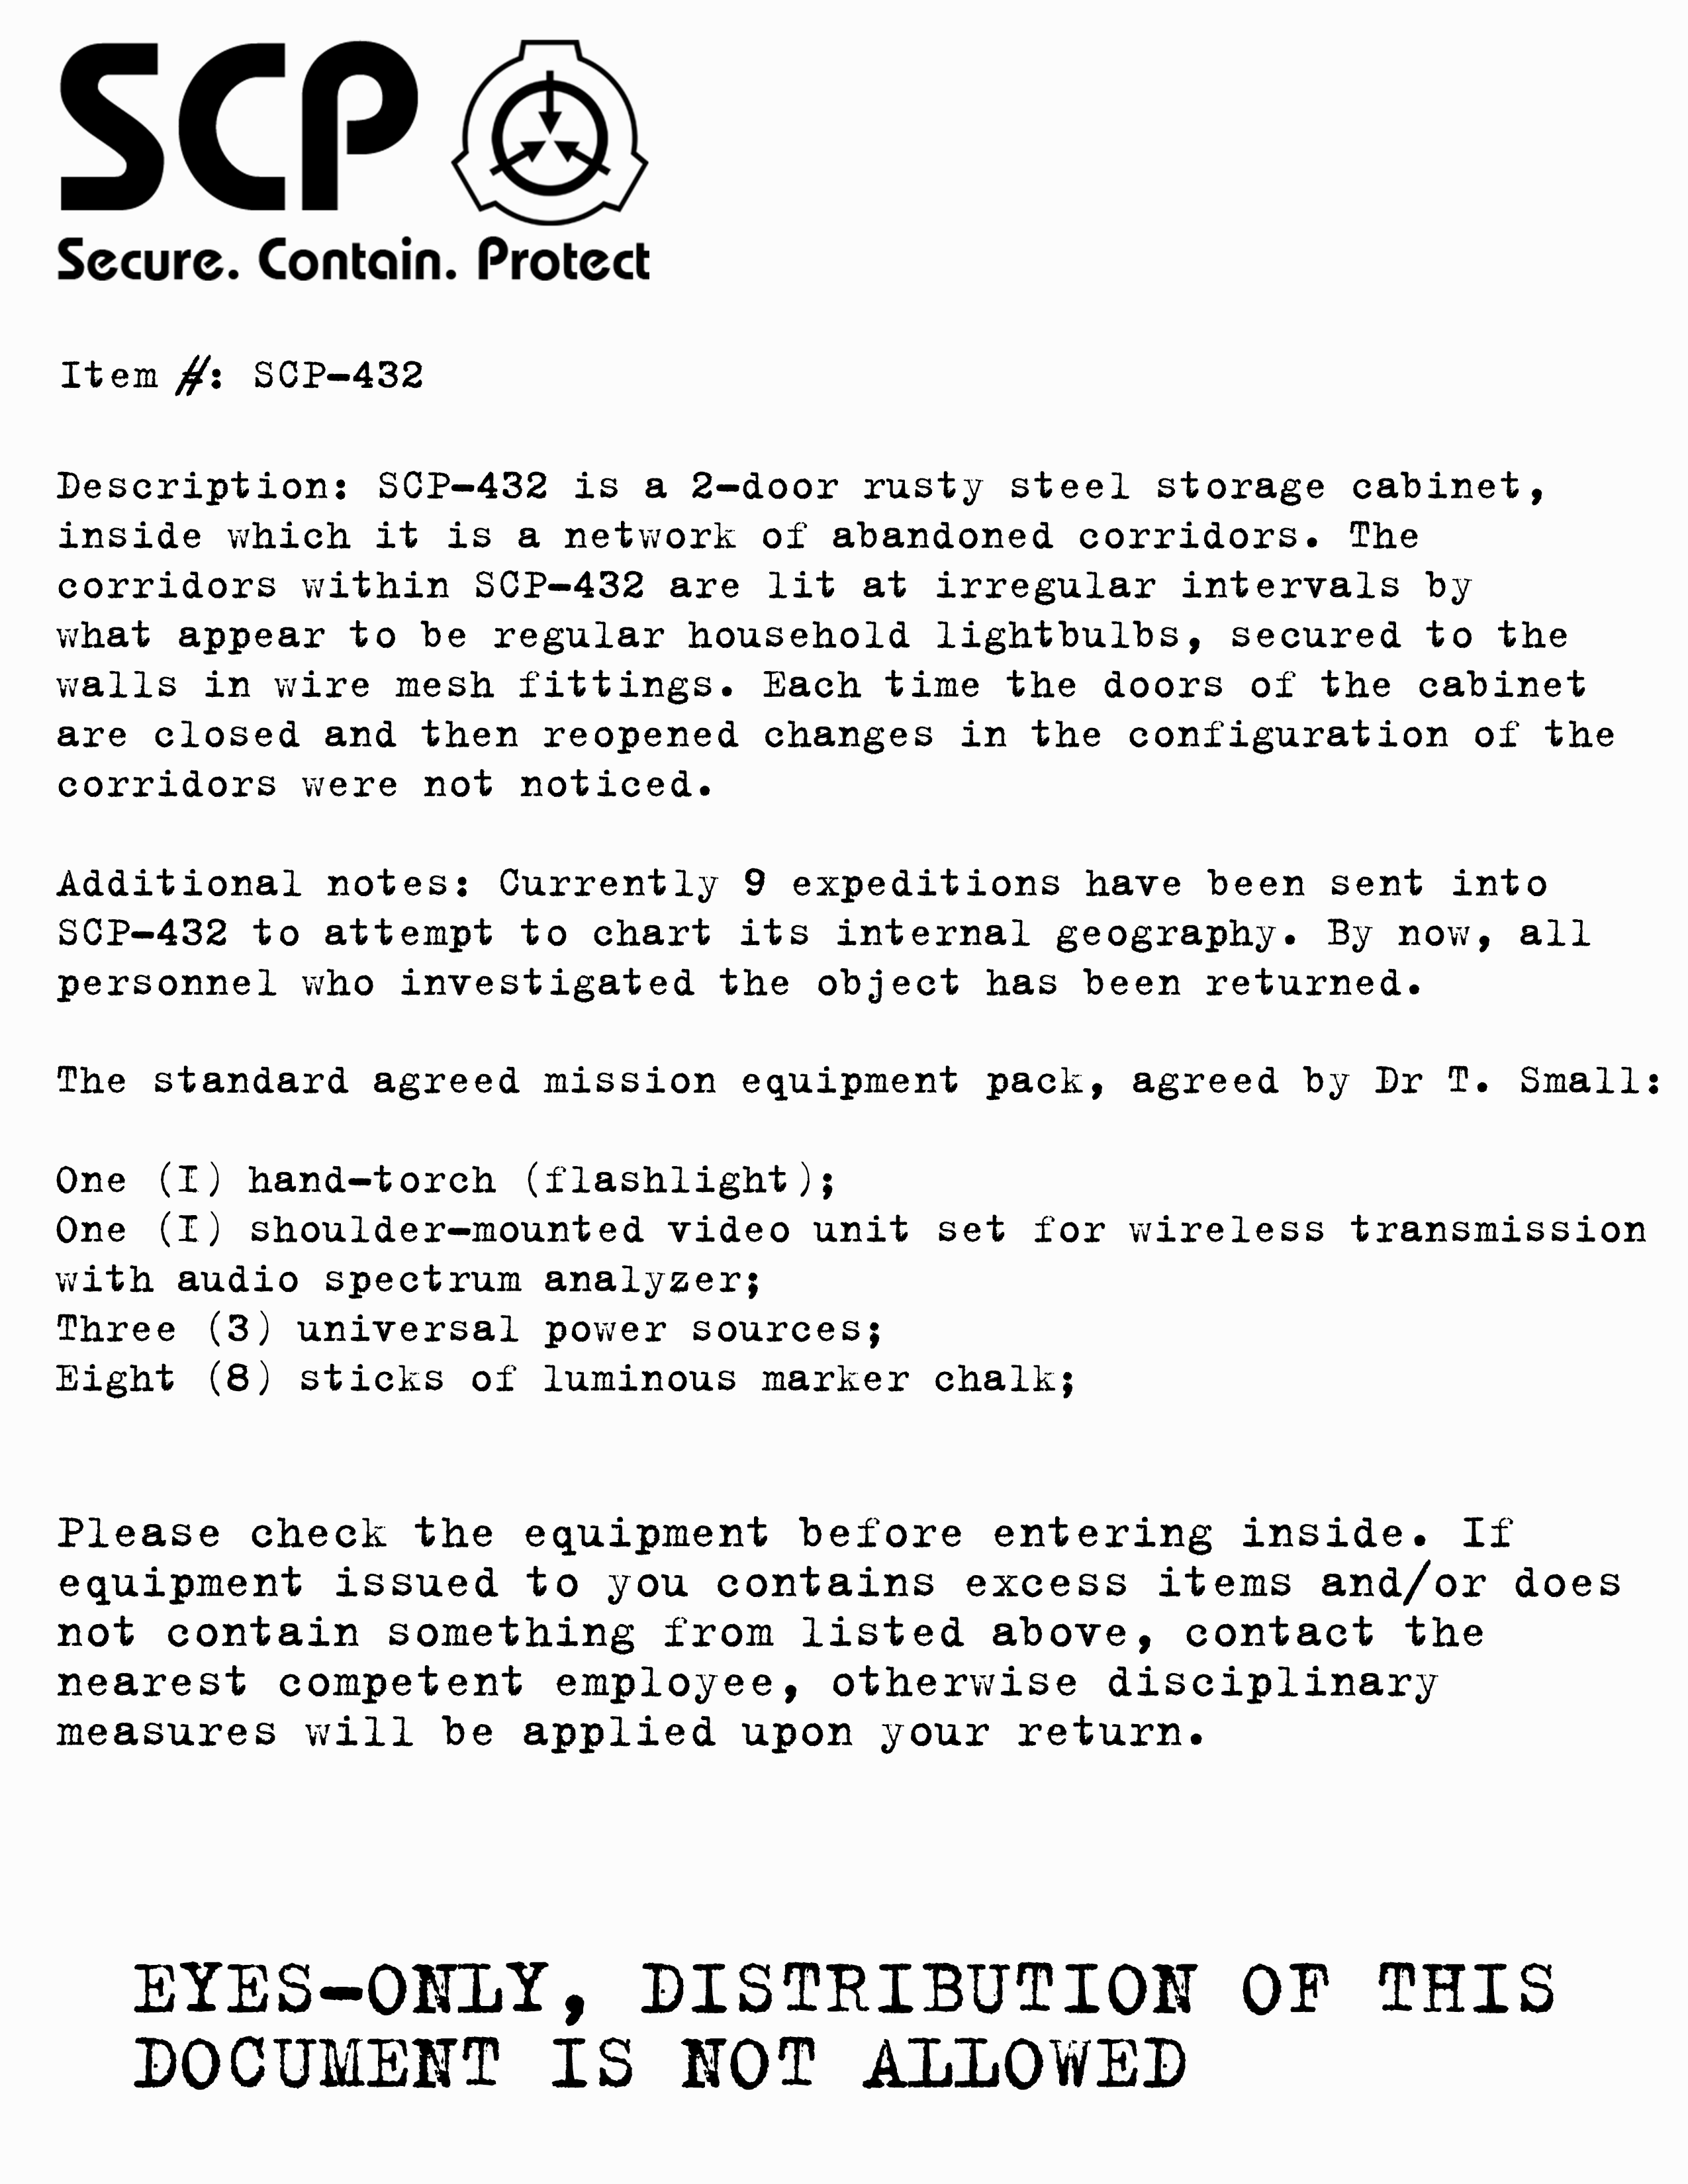 SCP
Secure. Contain. Protect
Item #: SCP-432
Description: SCP-432 is a 2-door rusty steel storage cabinet,
inside which it is a network of abandoned corridors. The
corridors within SCP-432 are lit at irregular intervals by
what appear to be regular household lightbulbs, secured to the
walls in wire mesh fittings. Each time the doors of the cabinet
are closed and then reopened changes in the configuration of the
corridors were not noticed.
Additional notes: Currently 9 expeditions have been sent into
SCP-432 to attempt to chart its internal geography. By now, all
personnel who investigated the object has been returned.
The standard agreed mission equipment pack, agreed by Dr T. Small:
One (I) hand-torch (flashlight);
One (I) shoulder-mounted video unit set for wireless transmission
with audio spectrum analyzer;
Three (3) universal power sources;
Eight (8) sticks of luminous marker chalk;
Please check the equipment before entering inside. If
equipment issued to you contains excess items and/or does
not contain something from listed above, contact the
nearest competent employee, otherwise disciplinary
measures will be applied upon your return.
EYES-ONLY, DISTRIBUTION OF THIS
DOCUMENT IS NOT ALLOWED